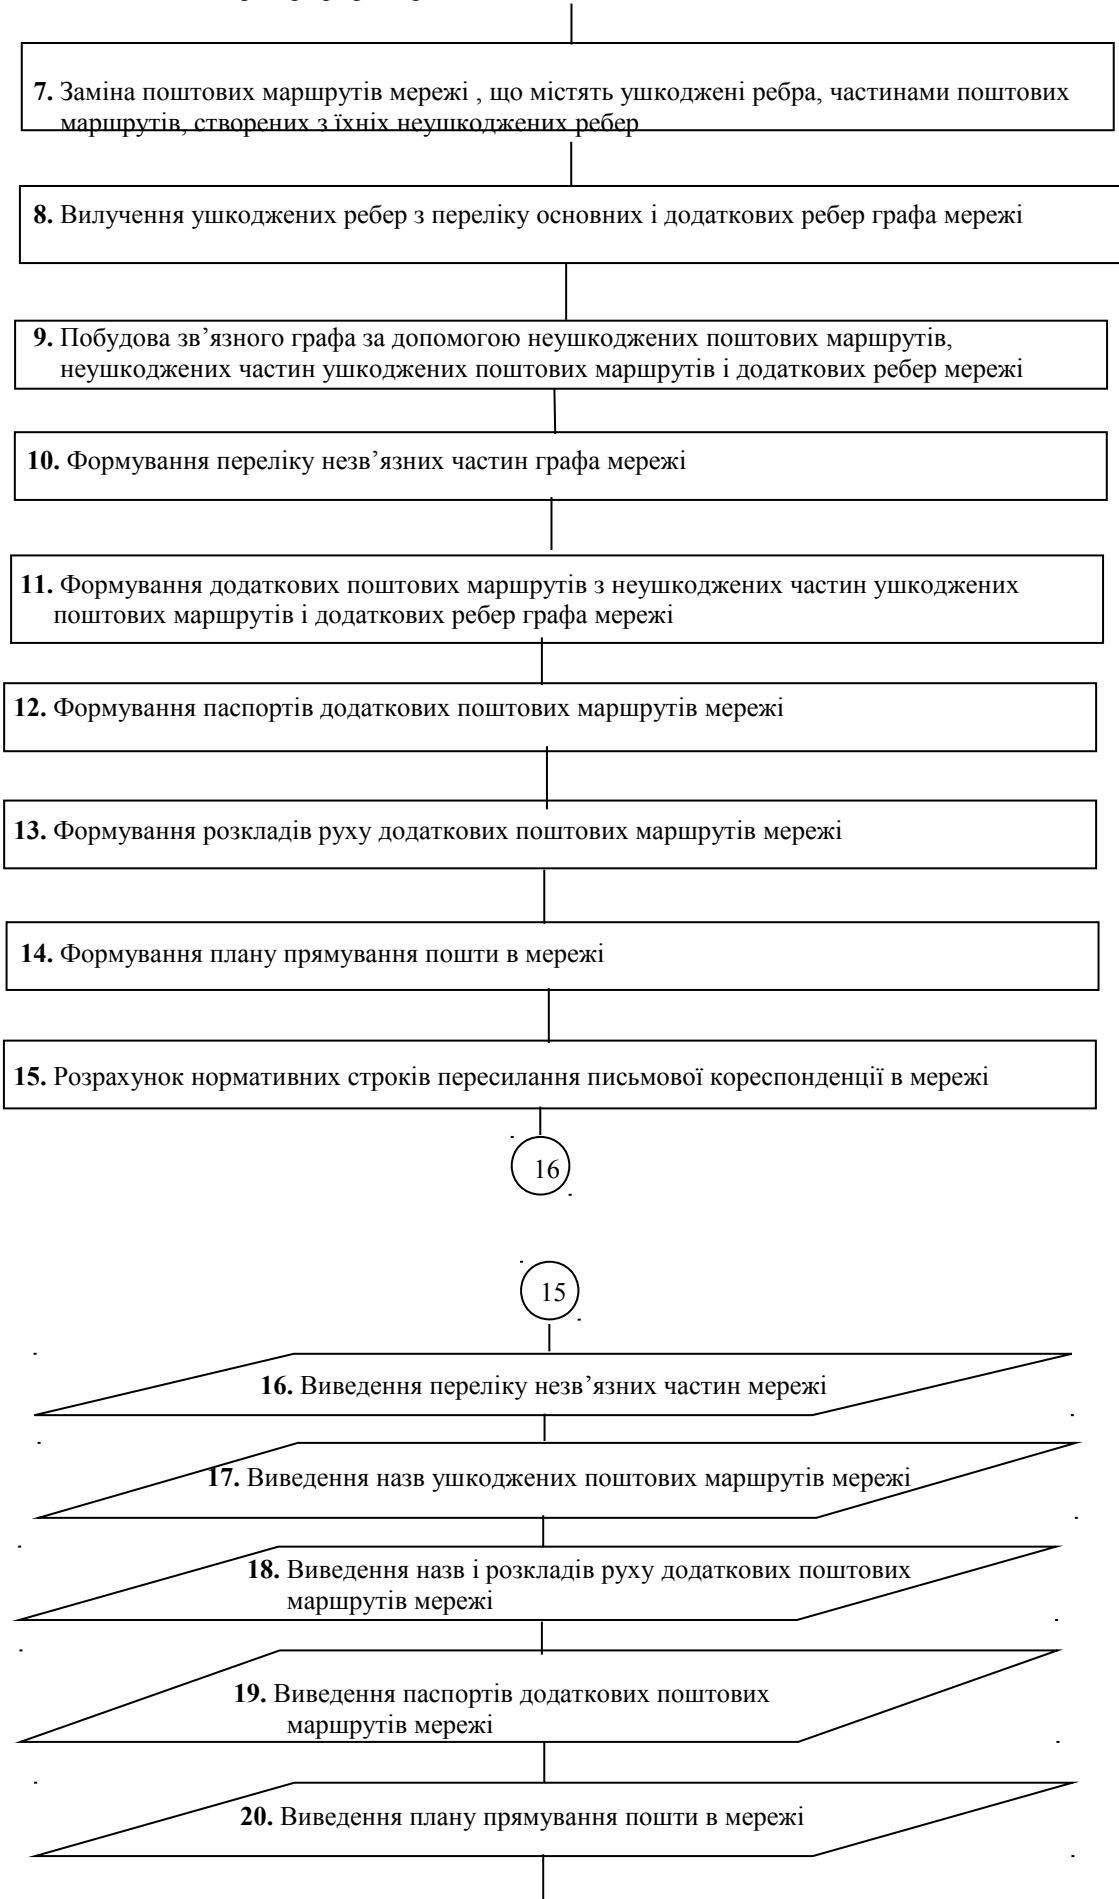 7. Заміна поштових маршрутів мережі , що містять ушкоджені ребра, частинами поштових
маршрутів, створених з їхніх неушкоджених ребер
8. Вилучення ушкоджених ребер з переліку основних і додаткових ребер графа мережі
9. Побудова зв’язного графа за допомогою неушкоджених поштових маршрутів,
неушкоджених частин ушкоджених поштових маршрутів і додаткових ребер мережі
10. Формування переліку незв’язних частин графа мережі
11. Формування додаткових поштових маршрутів з неушкоджених частин ушкоджених
поштових маршрутів і додаткових ребер графа мережі
12. Формування паспортів додаткових поштових маршрутів мережі
13. Формування розкладів руху додаткових поштових маршрутів мережі
14. Формування плану прямування пошти в мережі
15. Розрахунок нормативних строків пересилання письмової кореспонденції в мережі
16
15
16. Виведення переліку незв’язних частин мережі
17. Виведення назв ушкоджених поштових маршрутів мережі
18. Виведення назв і розкладів руху додаткових поштових
маршрутів мережі
19. Виведення паспортів додаткових поштових
маршрутів мережі
20. Виведення плану прямування пошти в мережі